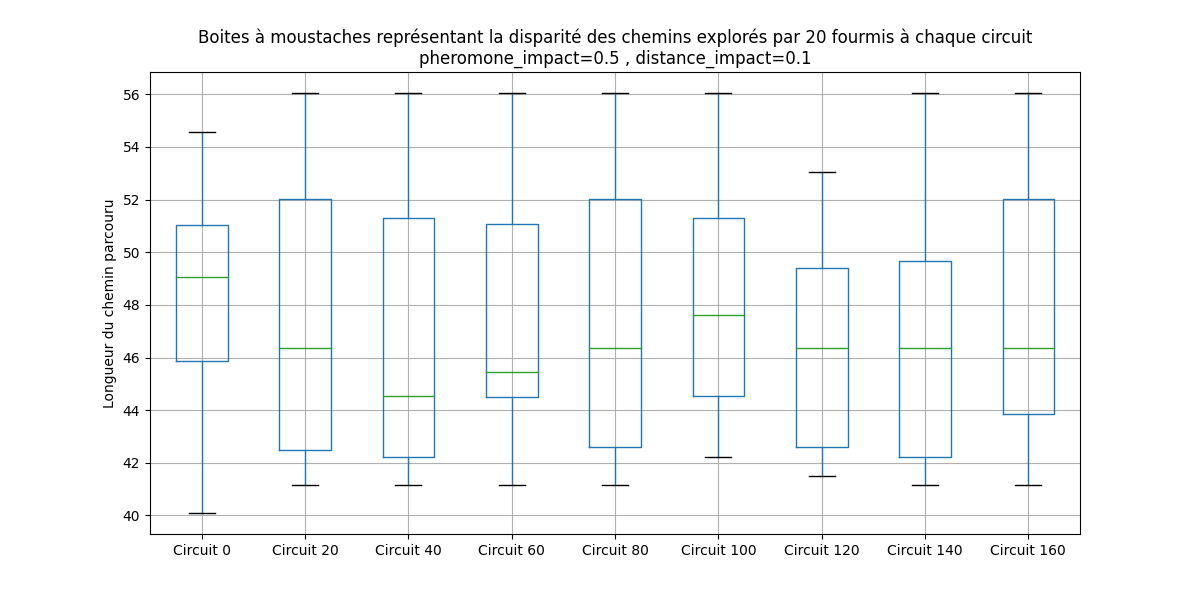 Boites à moustaches représentant la disparité des chemins explorés par 20 fourmis à chaque circuit
pheromone_impact=0.5 , distance_impact=0.1
Longueur du chemin parcouru
56
54
52
50
48
46
44
42
40
Circuit 0
Circuit 20
Circuit 40
Circuit 60
Circuit 80
Circuit 100
Circuit 120
Circuit 140
Circuit 160